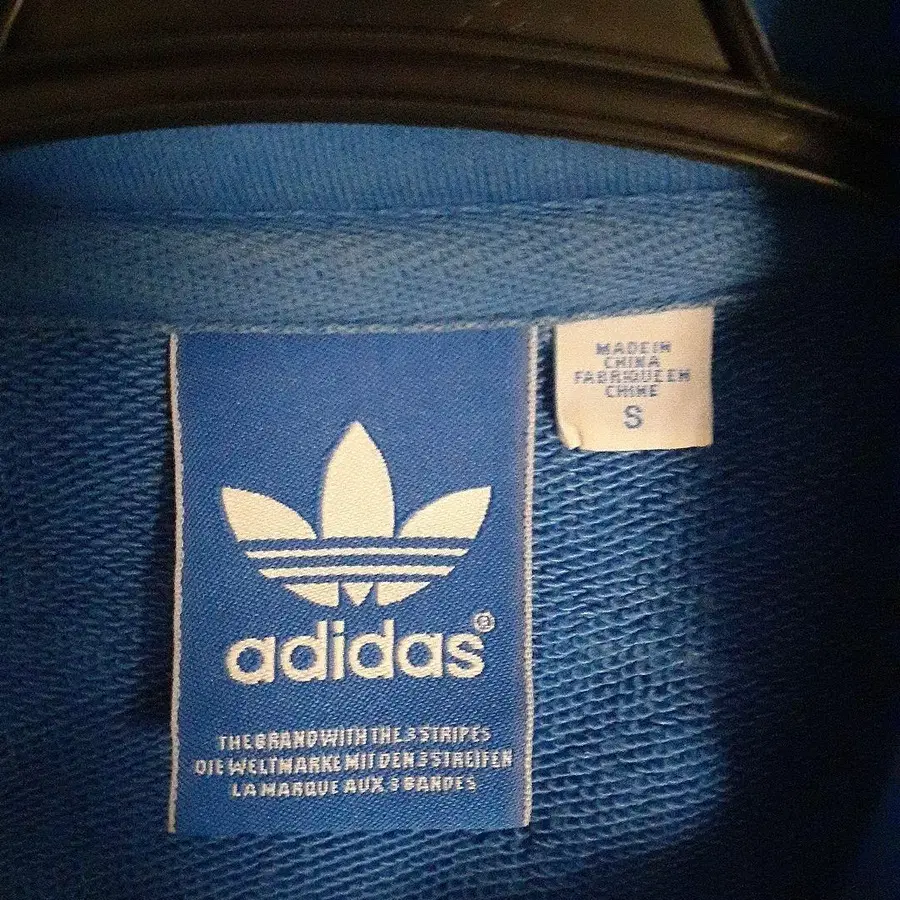 adidas®
THE BRAND WITH THE 3 STRIPES
DIE WELTMARKE MIT DEN 3 STREIFEN
LA MARQUE AUX 3 BANDES
MADE IN
CHINA
FABRIQUE EN
CHINE
S